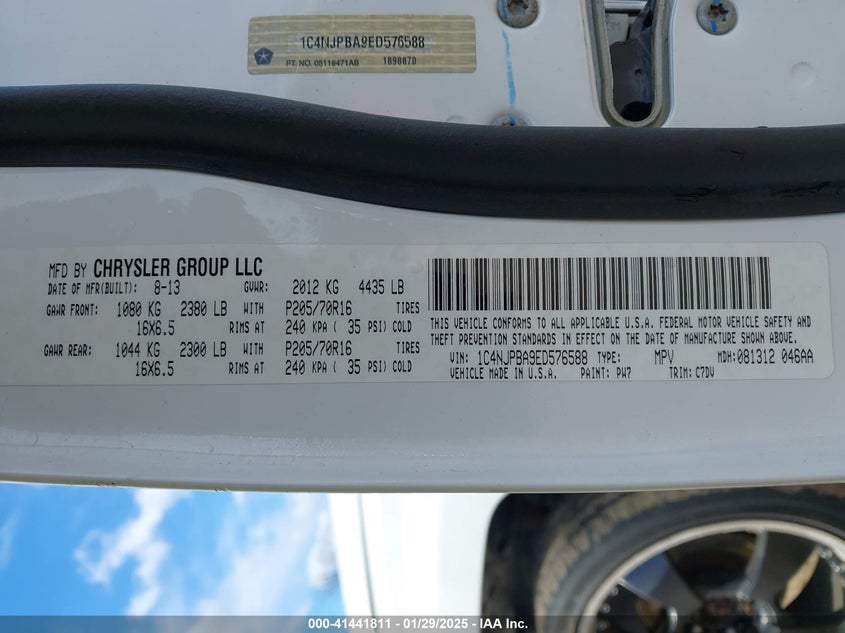 1C4NJPBA9ED576588
PT. NO. 05116471AB 1898870
MFD BY CHRYSLER GROUP LLC
DATE OF MFR(BUILT): 8-13 GVWR: 2012 KG 4435 LB
GAWR FRONT: 1080 KG 2380 LB WITH P205/70R16 TIRES
16X6.5 RIMS AT 240 KPA ( 35 PSI) COLD
GAWR REAR: 1044 KG 2300 LB WITH P205/70R16 TIRES
16X6.5 RIMS AT 240 KPA ( 35 PSI) COLD
THIS VEHICLE CONFORMS TO ALL APPLICABLE U.S.A. FEDERAL MOTOR VEHICLE SAFETY AND
THEFT PREVENTION STANDARDS IN EFFECT ON THE DATE OF MANUFACTURE SHOWN ABOVE.
VIN: 1C4NJPBA9ED576588 TYPE: MPV MDH: 081312 046AA
VEHICLE MADE IN U.S.A. PAINT: PW7 TRIM: C7DV
000-41441811 - 01/29/2025 - IAA Inc.